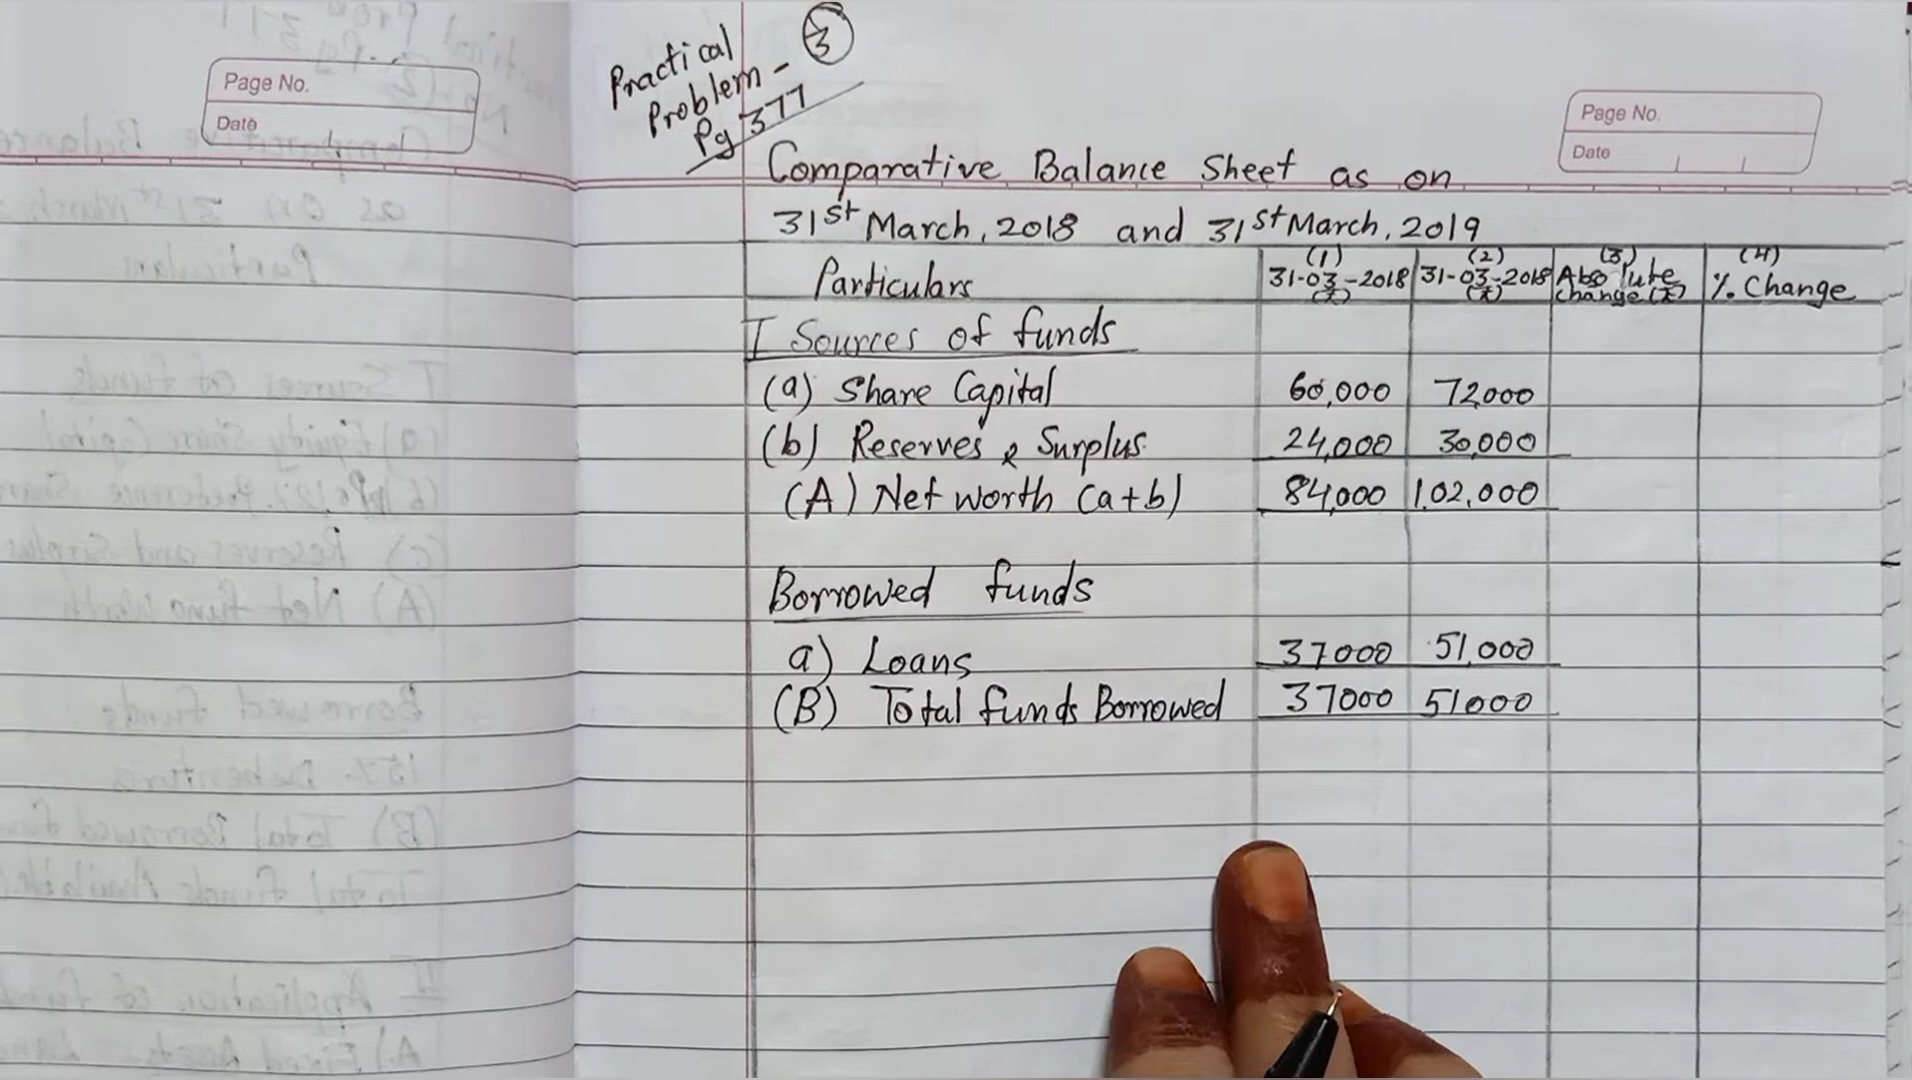 Page No.
Date
Practical
Problem - 3
Pg 377
Page No.
Date
Comparative Balance Sheet as on
31st March, 2018 and 31st March, 2019
Particulars (1) 31-03-2018 (₹) (2) 31-03-2018 (₹) (3) Absolute Change (₹) (4) % Change
I Sources of funds
(a) Share Capital 60,000 72,000
(b) Reserves & Surplus 24,000 30,000
(A) Net worth (a+b) 84,000 1,02,000
Borrowed funds
a) Loans 37000 51,000
(B) Total funds Borrowed 37000 51000